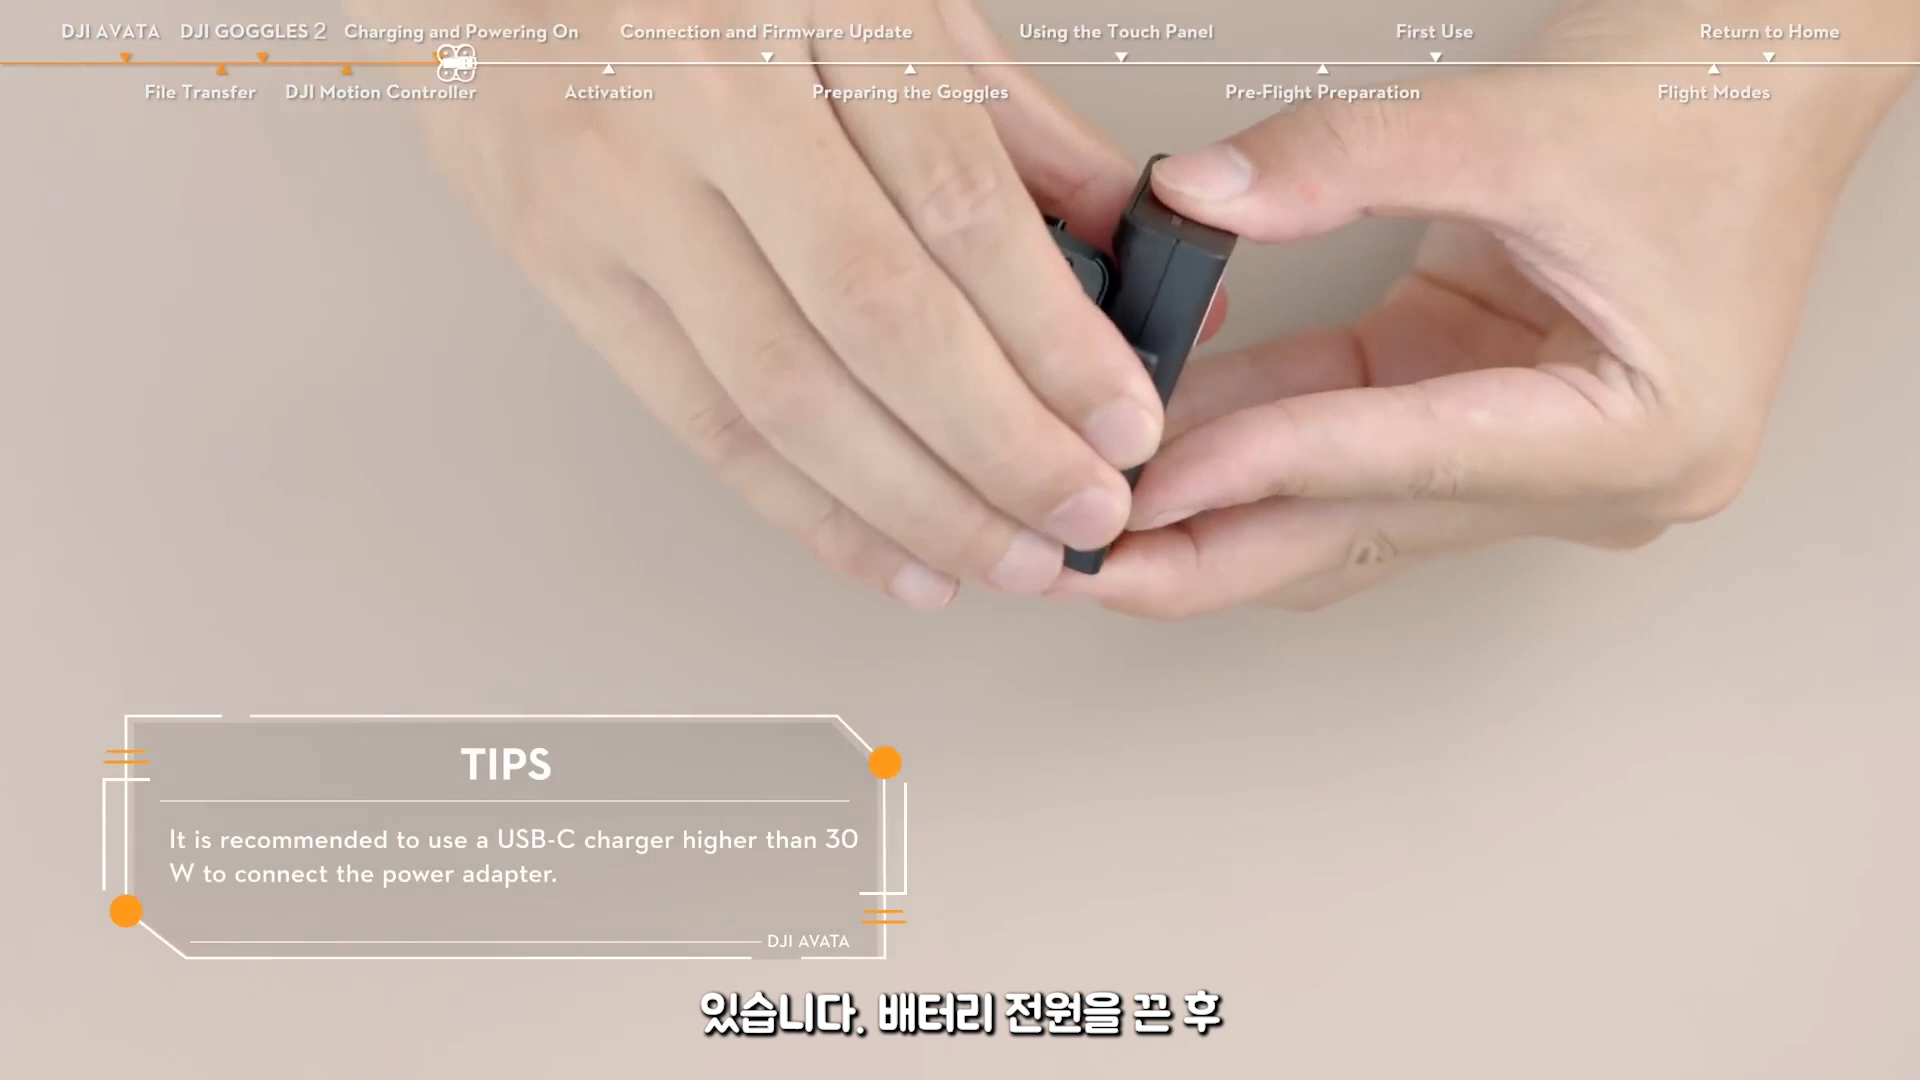 DJI AVATA DJI GOGGLES 2 Charging and Powering On Connection and Firmware Update Using the Touch Panel First Use Return to Home
File Transfer DJI Motion Controller Activation Preparing the Goggles Pre-Flight Preparation Flight Modes
TIPS
It is recommended to use a USB-C charger higher than 30
W to connect the power adapter.
DJI AVATA
있습니다. 배터리 전원을 끈 후